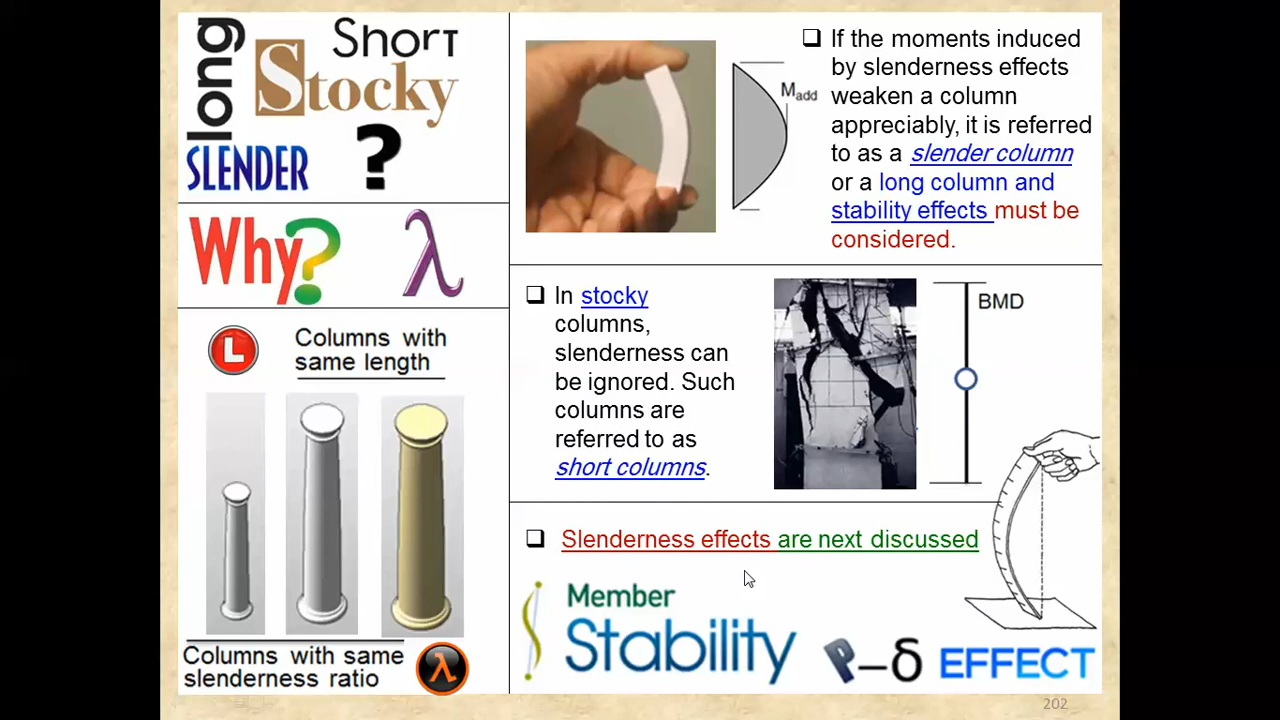 long
Short
Stocky
SLENDER
?
Why?
λ
L
Columns with
same length
Columns with same
slenderness ratio
λ
❑ If the moments induced
by slenderness effects
weaken a column
appreciably, it is referred
to as a slender column
or a long column and
stability effects must be
considered.
Madd
❑ In stocky
columns,
slenderness can
be ignored. Such
columns are
referred to as
short columns.
BMD
❑ Slenderness effects are next discussed
Member
Stability
P–δ EFFECT
202